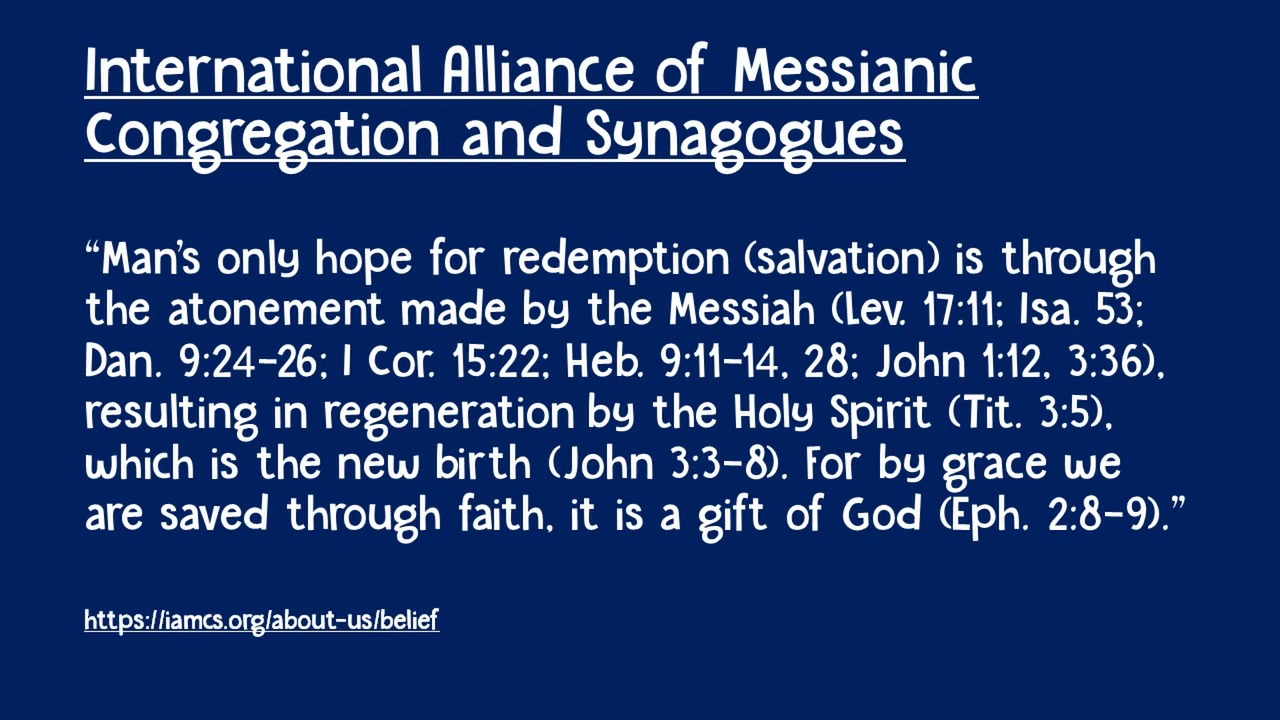 International Alliance of Messianic
Congregation and Synagogues
“Man’s only hope for redemption (salvation) is through
the atonement made by the Messiah (Lev. 17:11; Isa. 53;
Dan. 9:24-26; I Cor. 15:22; Heb. 9:11-14, 28; John 1:12, 3:36),
resulting in regeneration by the Holy Spirit (Tit. 3:5),
which is the new birth (John 3:3-8). For by grace we
are saved through faith, it is a gift of God (Eph. 2:8-9).”
https://iamcs.org/about-us/belief